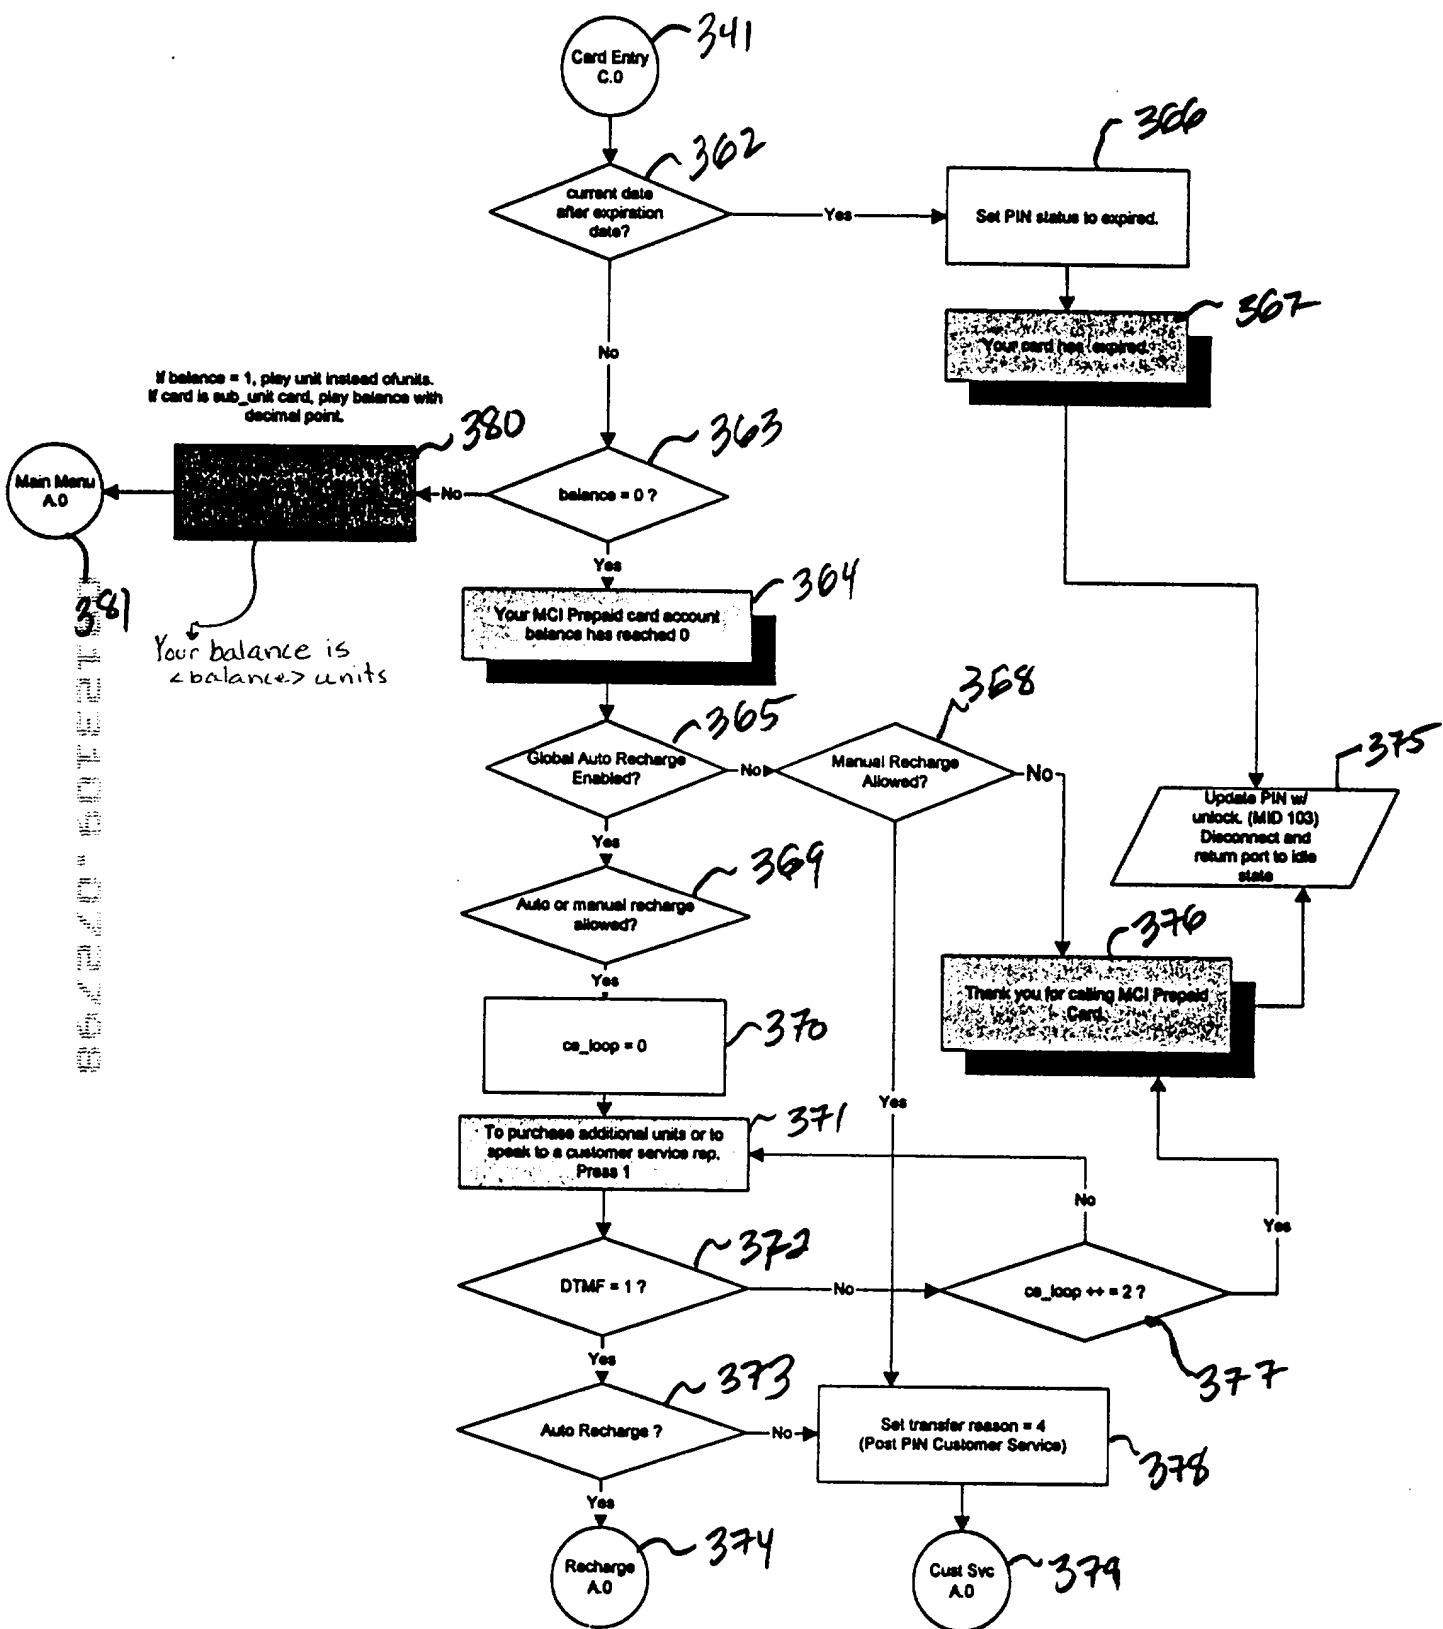 Card Entry
C.0
341
current date
after expiration
date?
362
Yes
Set PIN status to expired.
366
Your card has expired.
367
No
If balance = 1, play unit instead ofunits.
If card is sub_unit card, play balance with
decimal point.
380
Main Menu
A.0
381
No
balance = 0 ?
363
Your balance is
<balance> units
Yes
Your MCI Prepaid card account
balance has reached 0
364
Global Auto Recharge
Enabled?
365
No
Manual Recharge
Allowed?
368
No
Update PIN w/
unlock. (MID 103)
Disconnect and
return port to idle
state
375
Yes
Auto or manual recharge
allowed?
369
Yes
cs_loop = 0
370
Thank you for calling MCI Prepaid
Card.
376
Yes
To purchase additional units or to
speak to a customer service rep.
Press 1
371
No
Yes
DTMF = 1 ?
372
No
cs_loop ++ = 2 ?
377
Yes
Auto Recharge ?
373
No
Set transfer reason = 4
(Post PIN Customer Service)
378
Yes
Recharge
A.0
374
Cust Svc
A.0
379